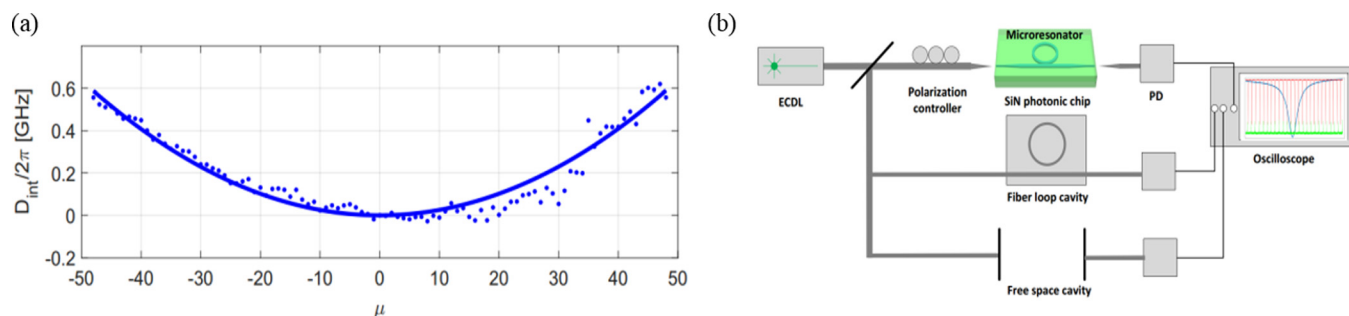 (a)
D_int/2π [GHz]
0.6
0.4
0.2
0
-0.2
-50 -40 -30 -20 -10 0 10 20 30 40 50
μ
(b)
ECDL
Polarization
controller
Microresonator
SiN photonic chip
PD
Oscilloscope
Fiber loop cavity
Free space cavity